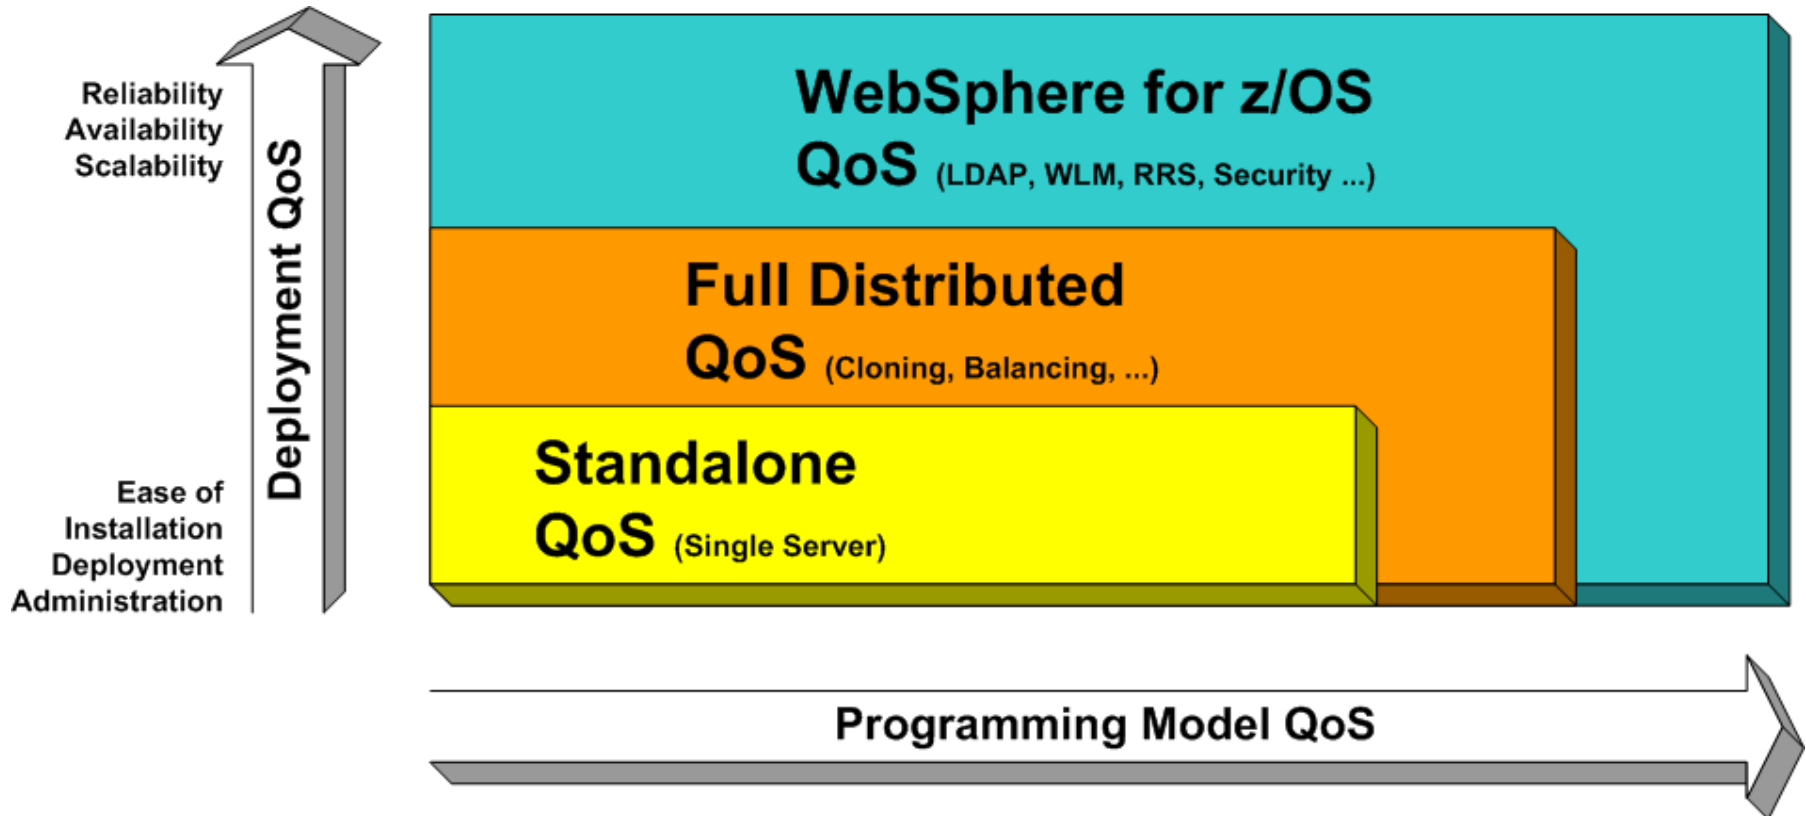 Reliability
Availability
Scalability
Deployment QoS
Ease of
Installation
Deployment
Administration
WebSphere for z/OS
QoS (LDAP, WLM, RRS, Security ...)
Full Distributed
QoS (Cloning, Balancing, ...)
Standalone
QoS (Single Server)
Programming Model QoS